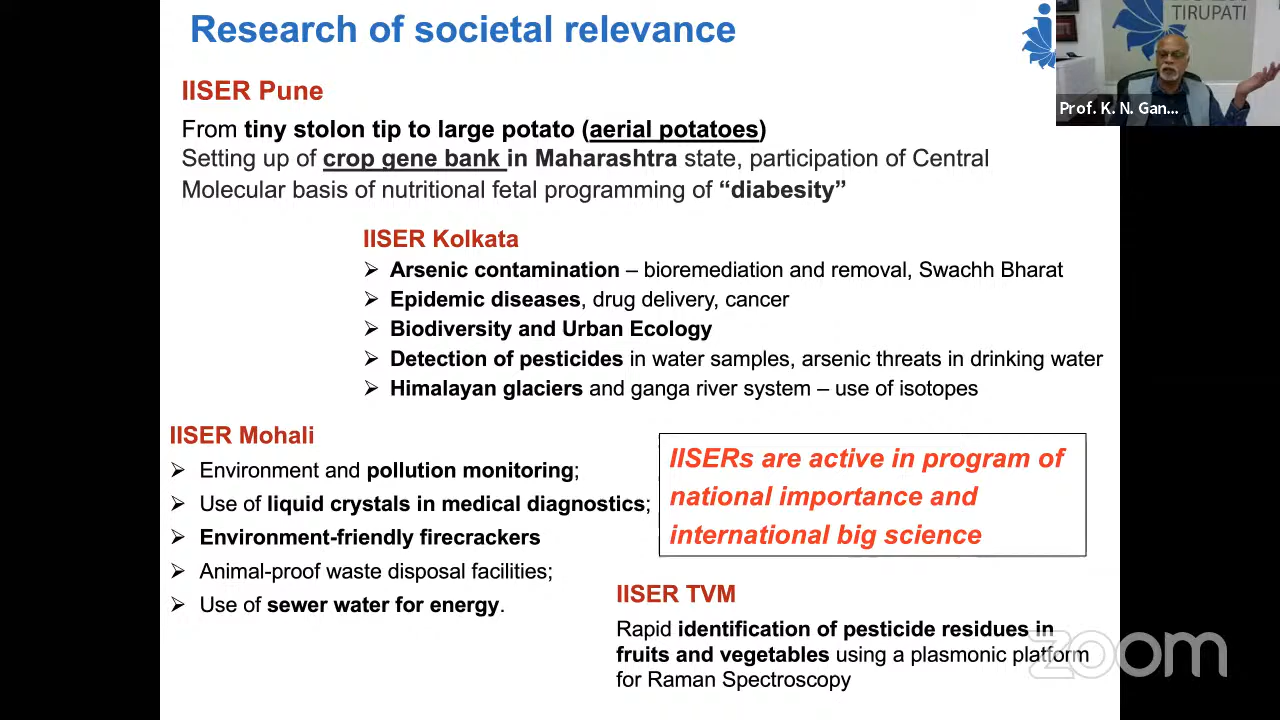 Research of societal relevance
TIRUPATI
Prof. K. N. Gan...
IISER Pune
From tiny stolon tip to large potato (aerial potatoes)
Setting up of crop gene bank in Maharashtra state, participation of Central
Molecular basis of nutritional fetal programming of “diabesity”
IISER Kolkata
➢ Arsenic contamination – bioremediation and removal, Swachh Bharat
➢ Epidemic diseases, drug delivery, cancer
➢ Biodiversity and Urban Ecology
➢ Detection of pesticides in water samples, arsenic threats in drinking water
➢ Himalayan glaciers and ganga river system – use of isotopes
IISER Mohali
➢ Environment and pollution monitoring;
➢ Use of liquid crystals in medical diagnostics;
➢ Environment-friendly firecrackers
➢ Animal-proof waste disposal facilities;
➢ Use of sewer water for energy.
IISERs are active in program of
national importance and
international big science
IISER TVM
Rapid identification of pesticide residues in
fruits and vegetables using a plasmonic platform
for Raman Spectroscopy
zoom